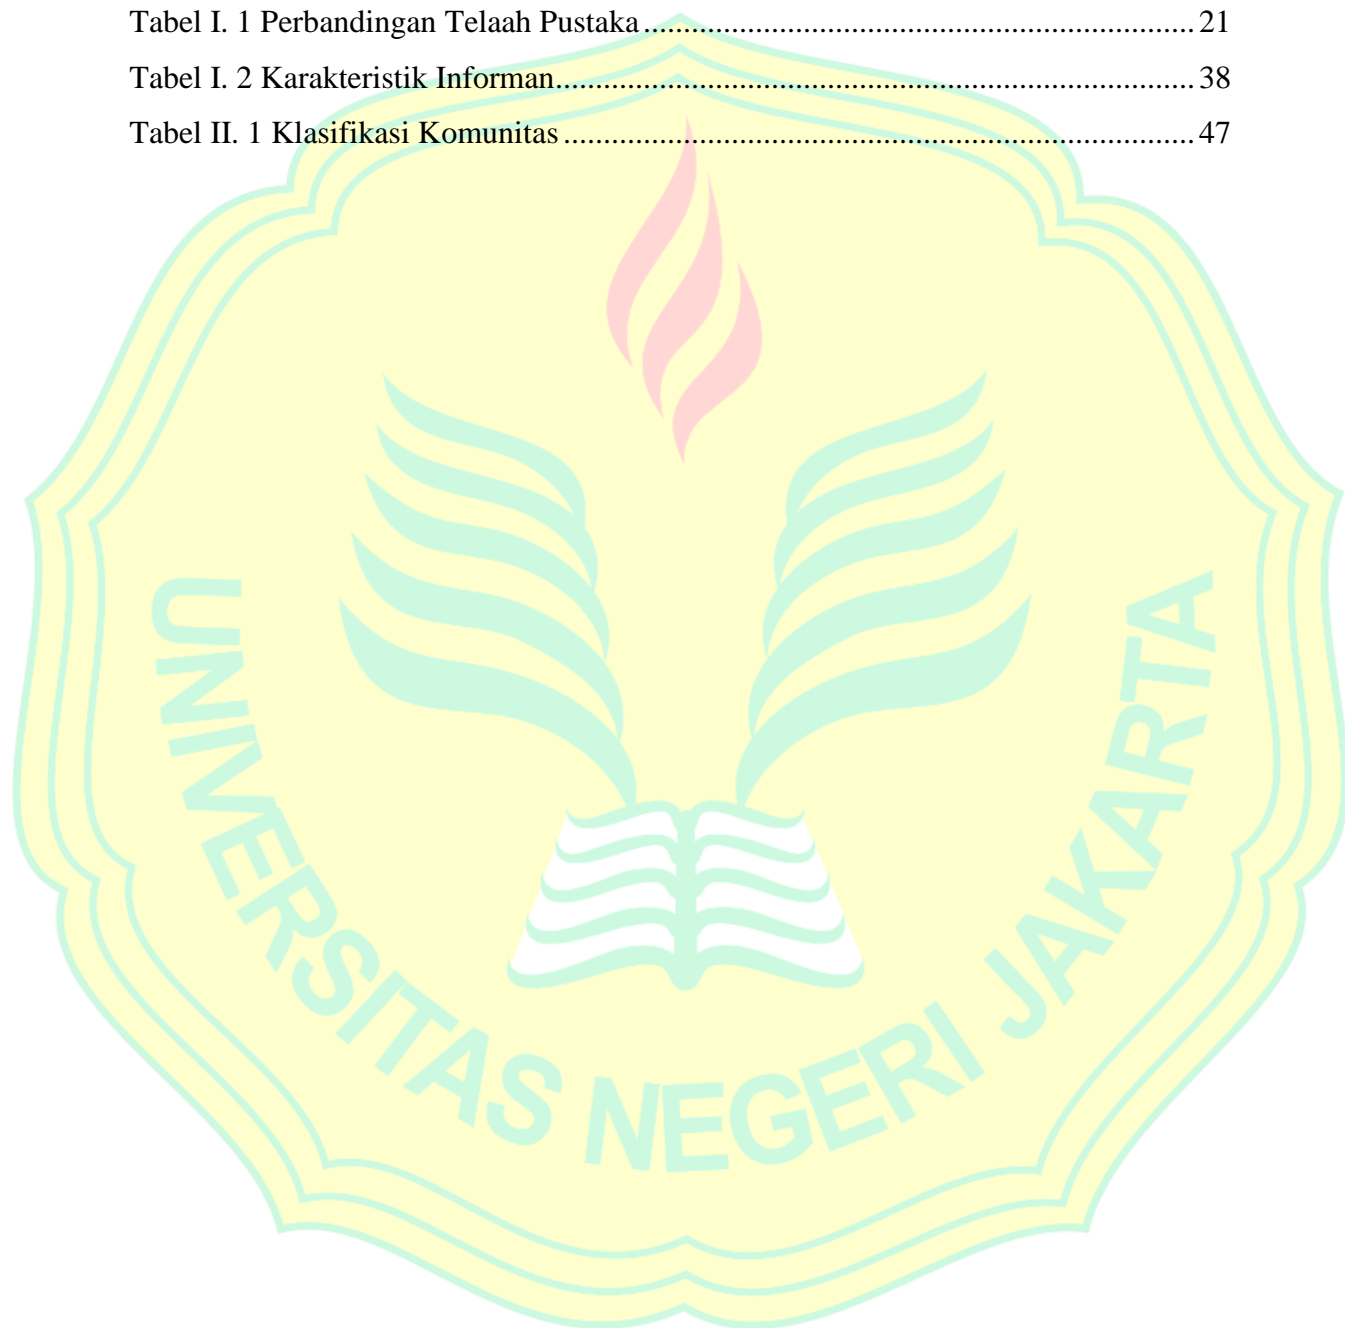 Tabel I. 1 Perbandingan Telaah Pustaka ..................................................................... 21
Tabel I. 2 Karakteristik Informan................................................................................ 38
Tabel II. 1 Klasifikasi Komunitas ............................................................................... 47
UNIVERSITAS NEGERI JAKARTA